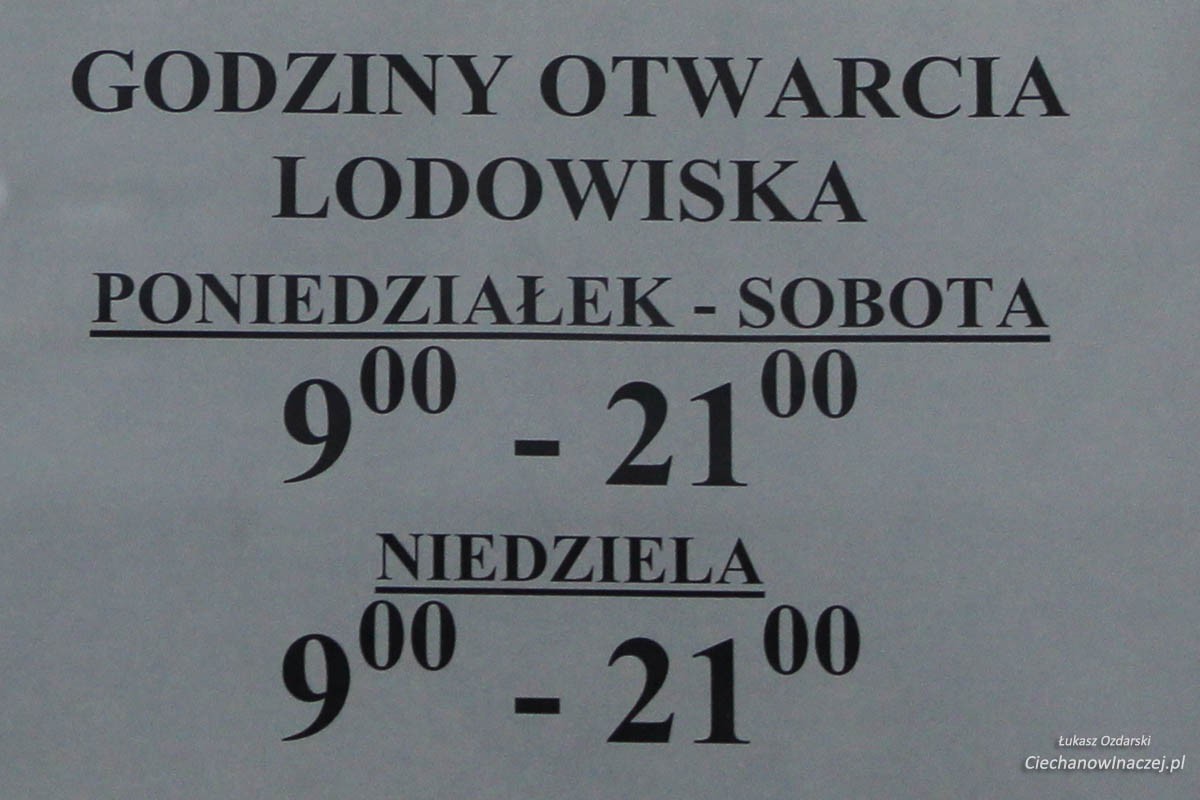 GODZINY OTWARCIA
LODOWISKA
PONIEDZIAŁEK - SOBOTA
9⁰⁰ - 21⁰⁰
NIEDZIELA
9⁰⁰ - 21⁰⁰
Łukasz Ozdarski
CiechanowInaczej.pl